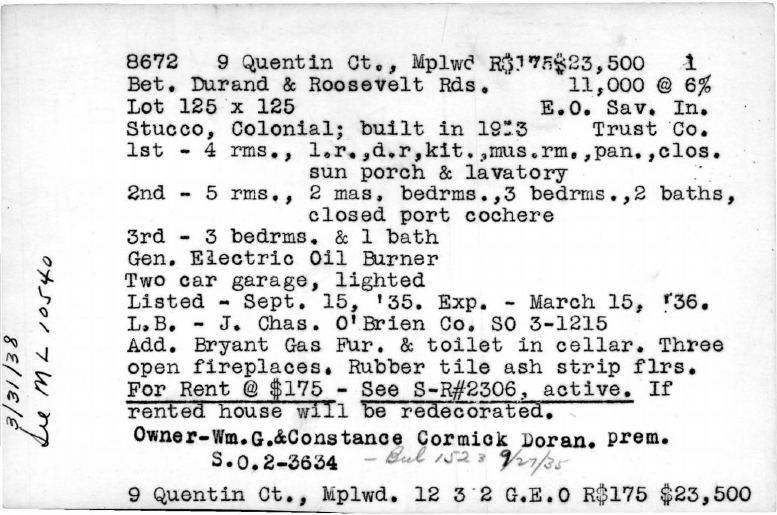 8672 9 Quentin Ct., Mplwd R$175 $23,500 1
Bet. Durand & Roosevelt Rds. 11,000 @ 6%
Lot 125 x 125 E.O. Sav. In.
Stucco, Colonial; built in 1923 Trust Co.
1st - 4 rms., l.r.,d.r,kit.,mus.rm.,pan.,clos.
sun porch & lavatory
2nd - 5 rms., 2 mas. bedrms.,3 bedrms.,2 baths,
closed port cochere
3rd - 3 bedrms. & 1 bath
Gen. Electric Oil Burner
Two car garage, lighted
Listed - Sept. 15, '35. Exp. - March 15, '36.
L.B. - J. Chas. O'Brien Co. SO 3-1215
Add. Bryant Gas Fur. & toilet in cellar. Three
open fireplaces. Rubber tile ash strip flrs.
For Rent @ $175 - See S-R#2306, active. If
rented house will be redecorated.
Owner-Wm.G.&Constance Cormick Doran. prem.
S.O.2-3634 - Bul 1523 9/27/35
9 Quentin Ct., Mplwd. 12 3 2 G.E.O R$175 $23,500
3/31/38
See ML 10540